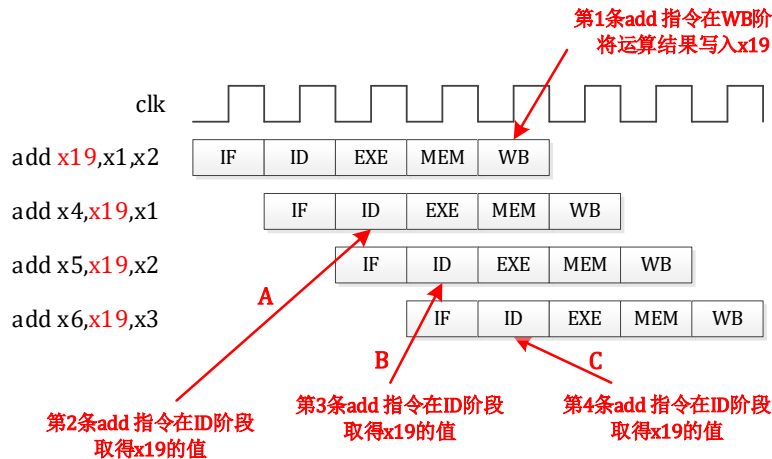 第1条add 指令在WB阶
将运算结果写入x19
clk
add x19,x1,x2
IF ID EXE MEM WB
add x4,x19,x1
IF ID EXE MEM WB
add x5,x19,x2
IF ID EXE MEM WB
add x6,x19,x3
IF ID EXE MEM WB
A
B
C
第2条add 指令在ID阶段
取得x19的值
第3条add 指令在ID阶段
取得x19的值
第4条add 指令在ID阶段
取得x19的值